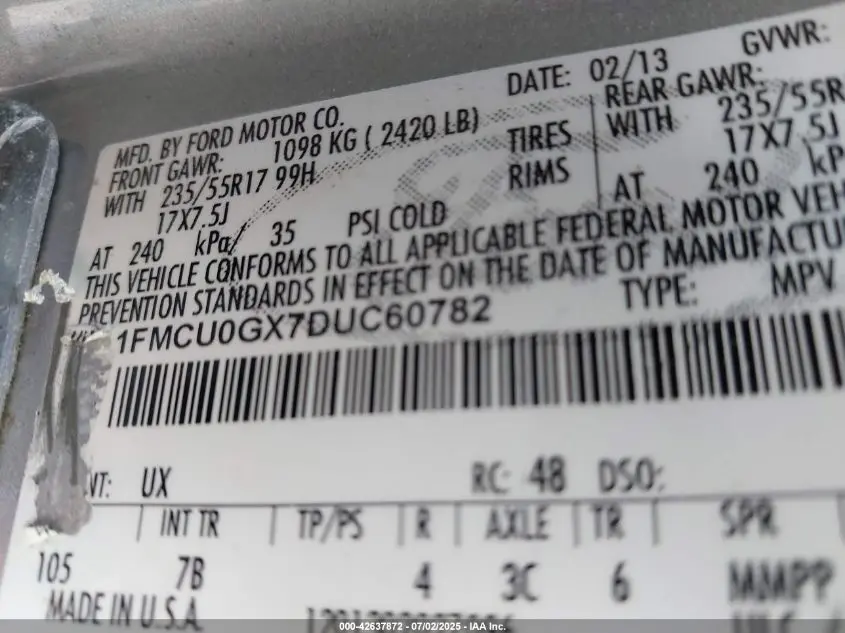 DATE: 02/13 GVWR:
MFD. BY FORD MOTOR CO.
FRONT GAWR: 1098 KG ( 2420 LB) REAR GAWR:
WITH 235/55R17 99H TIRES WITH 235/55R
17X7.5J RIMS 17X7.5J
AT 240 kPa/ 35 PSI COLD AT 240 kP
THIS VEHICLE CONFORMS TO ALL APPLICABLE FEDERAL MOTOR VEH
PREVENTION STANDARDS IN EFFECT ON THE DATE OF MANUFACTU
1FMCU0GX7DUC60782 TYPE: MPV
NT: UX RC: 48 DSO:
INT TR TP/PS R AXLE TR SPR
105 7B 4 3C 6 MMPP
MADE IN U.S.A.
000-42637872 - 07/02/2025 - IAA Inc.